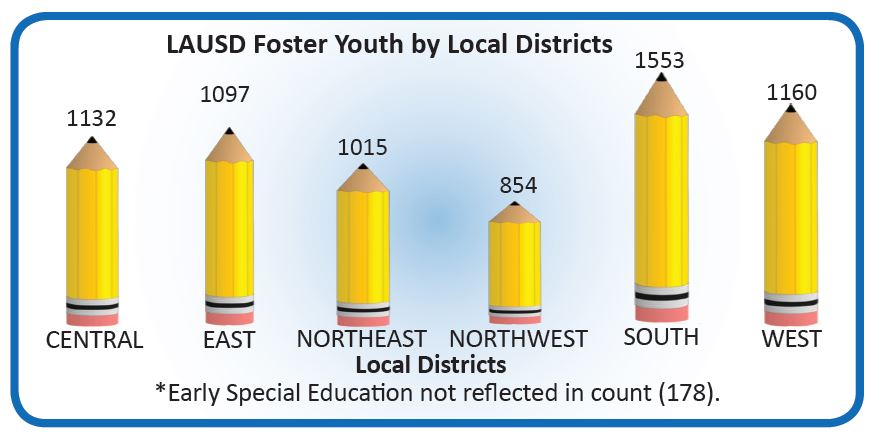 LAUSD Foster Youth by Local Districts
1132 1097 1015 854 1553 1160
CENTRAL EAST NORTHEAST NORTHWEST SOUTH WEST
Local Districts
*Early Special Education not reflected in count (178).